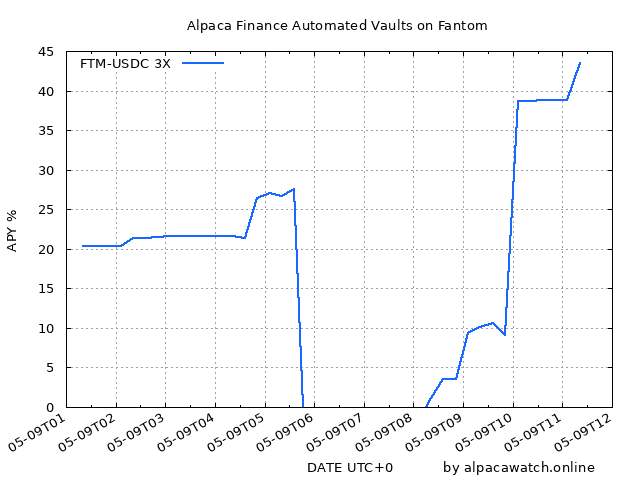 Alpaca Finance Automated Vaults on Fantom
45
40
35
30
25
20
15
10
5
0
APY %
FTM-USDC 3X
05-09T01
05-09T02
05-09T03
05-09T04
05-09T05
05-09T06
05-09T07
05-09T08
05-09T09
05-09T10
05-09T11
05-09T12
DATE UTC+0
by alpacawatch.online